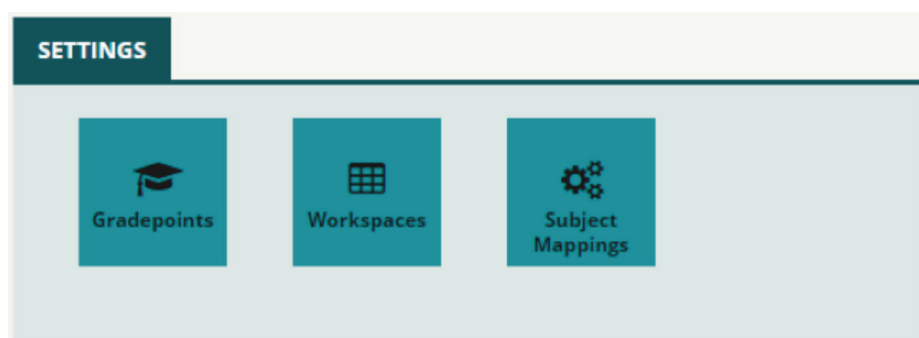 SETTINGS
Gradepoints
Workspaces
Subject
Mappings